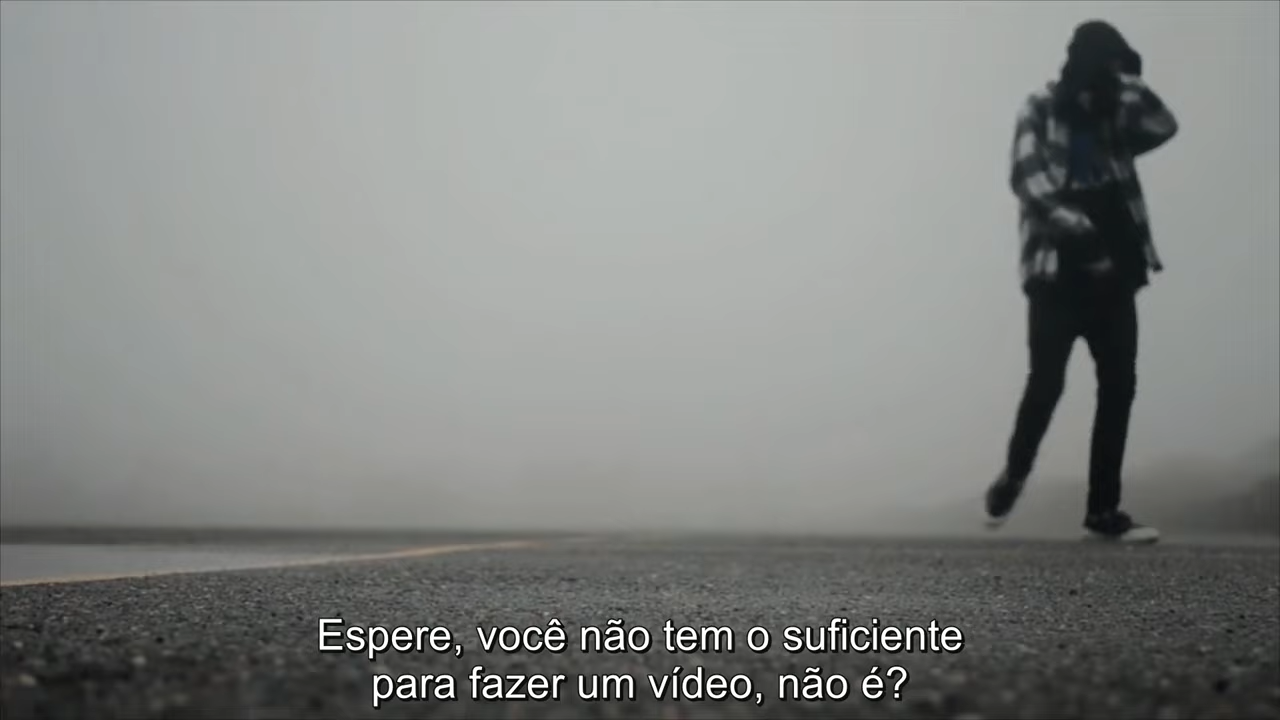 Espere, você não tem o suficiente
para fazer um vídeo, não é?